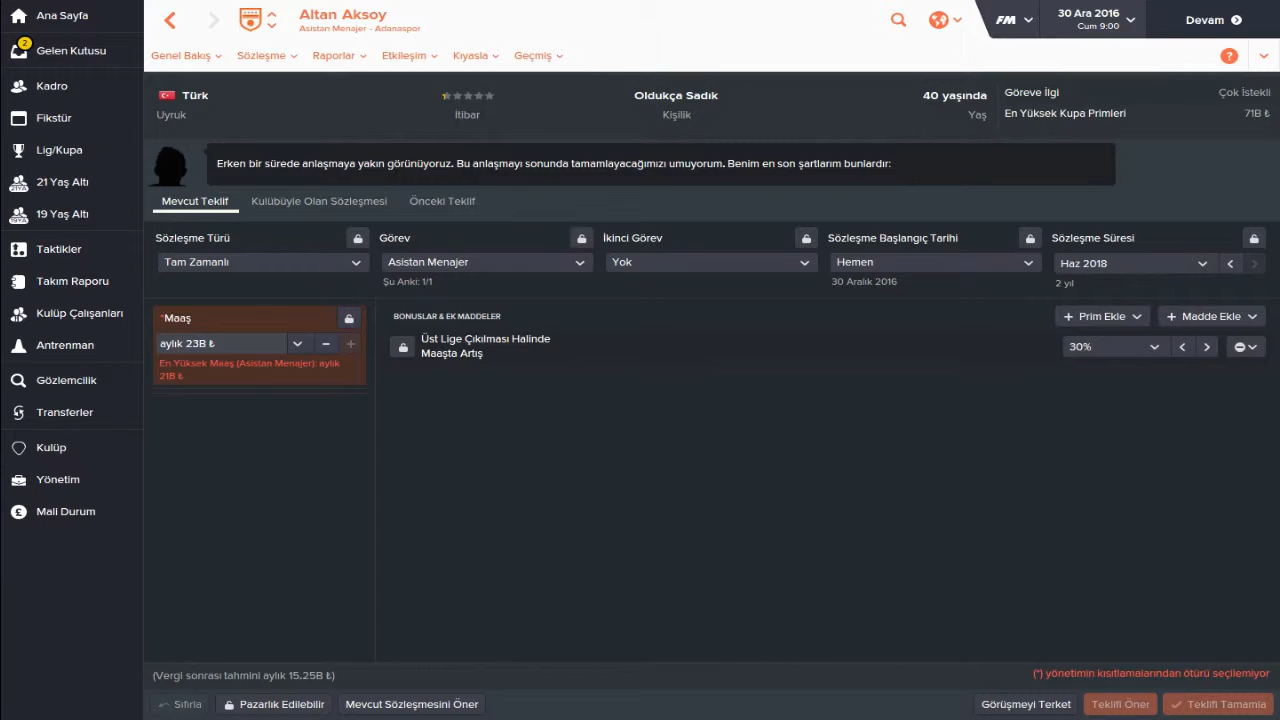 Ana Sayfa
2
Gelen Kutusu
Kadro
Fikstür
Lig/Kupa
21 Yaş Altı
19 Yaş Altı
Taktikler
Takım Raporu
Kulüp Çalışanları
Antrenman
Gözlemcilik
Transferler
Kulüp
Yönetim
Mali Durum
Altan Aksoy
Asistan Menajer - Adanaspor
FM
30 Ara 2016
Cum 9:00
Devam
Genel Bakış
Sözleşme
Raporlar
Etkileşim
Kıyasla
Geçmiş
?
Türk
Uyruk
İtibar
Oldukça Sadık
Kişilik
40 yaşında
Yaş
Göreve İlgi
Çok İstekli
En Yüksek Kupa Primleri
71B ₺
Erken bir sürede anlaşmaya yakın görünüyoruz. Bu anlaşmayı sonunda tamamlayacağımızı umuyorum. Benim en son şartlarım bunlardır:
Mevcut Teklif
Kulübüyle Olan Sözleşmesi
Önceki Teklif
Sözleşme Türü
Tam Zamanlı
Görev
Asistan Menajer
Şu Anki: 1/1
İkinci Görev
Yok
Sözleşme Başlangıç Tarihi
Hemen
30 Aralık 2016
Sözleşme Süresi
Haz 2018
2 yıl
*Maaş
aylık 23B ₺
En Yüksek Maaş (Asistan Menajer): aylık
21B ₺
BONUSLAR & EK MADDELER
+ Prim Ekle
+ Madde Ekle
Üst Lige Çıkılması Halinde
Maaşta Artış
30%
(Vergi sonrası tahmini aylık 15.25B ₺)
(*) yönetimin kısıtlamalarından ötürü seçilemiyor
Sıfırla
Pazarlık Edilebilir
Mevcut Sözleşmesini Öner
Görüşmeyi Terket
Teklifi Öner
Teklifi Tamamla